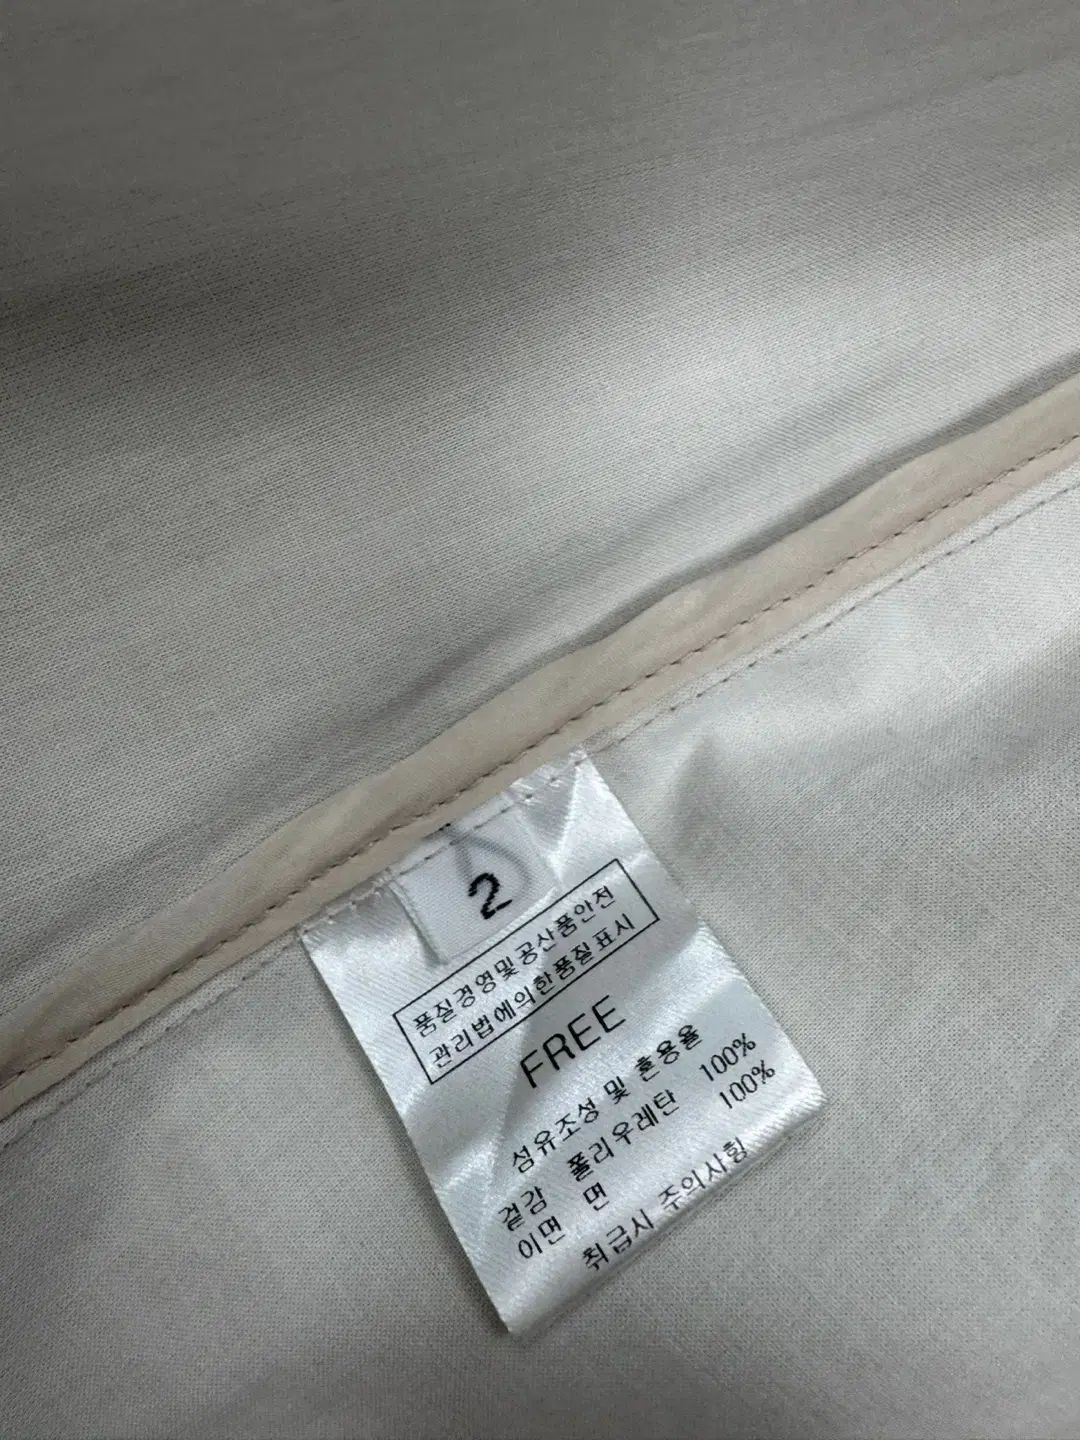 2
품질경영및공산품안전
관리법에의한품질표시
FREE
섬유조성 및 혼용율
겉감 폴리우레탄 100%
이면 면 100%
취급시 주의사항